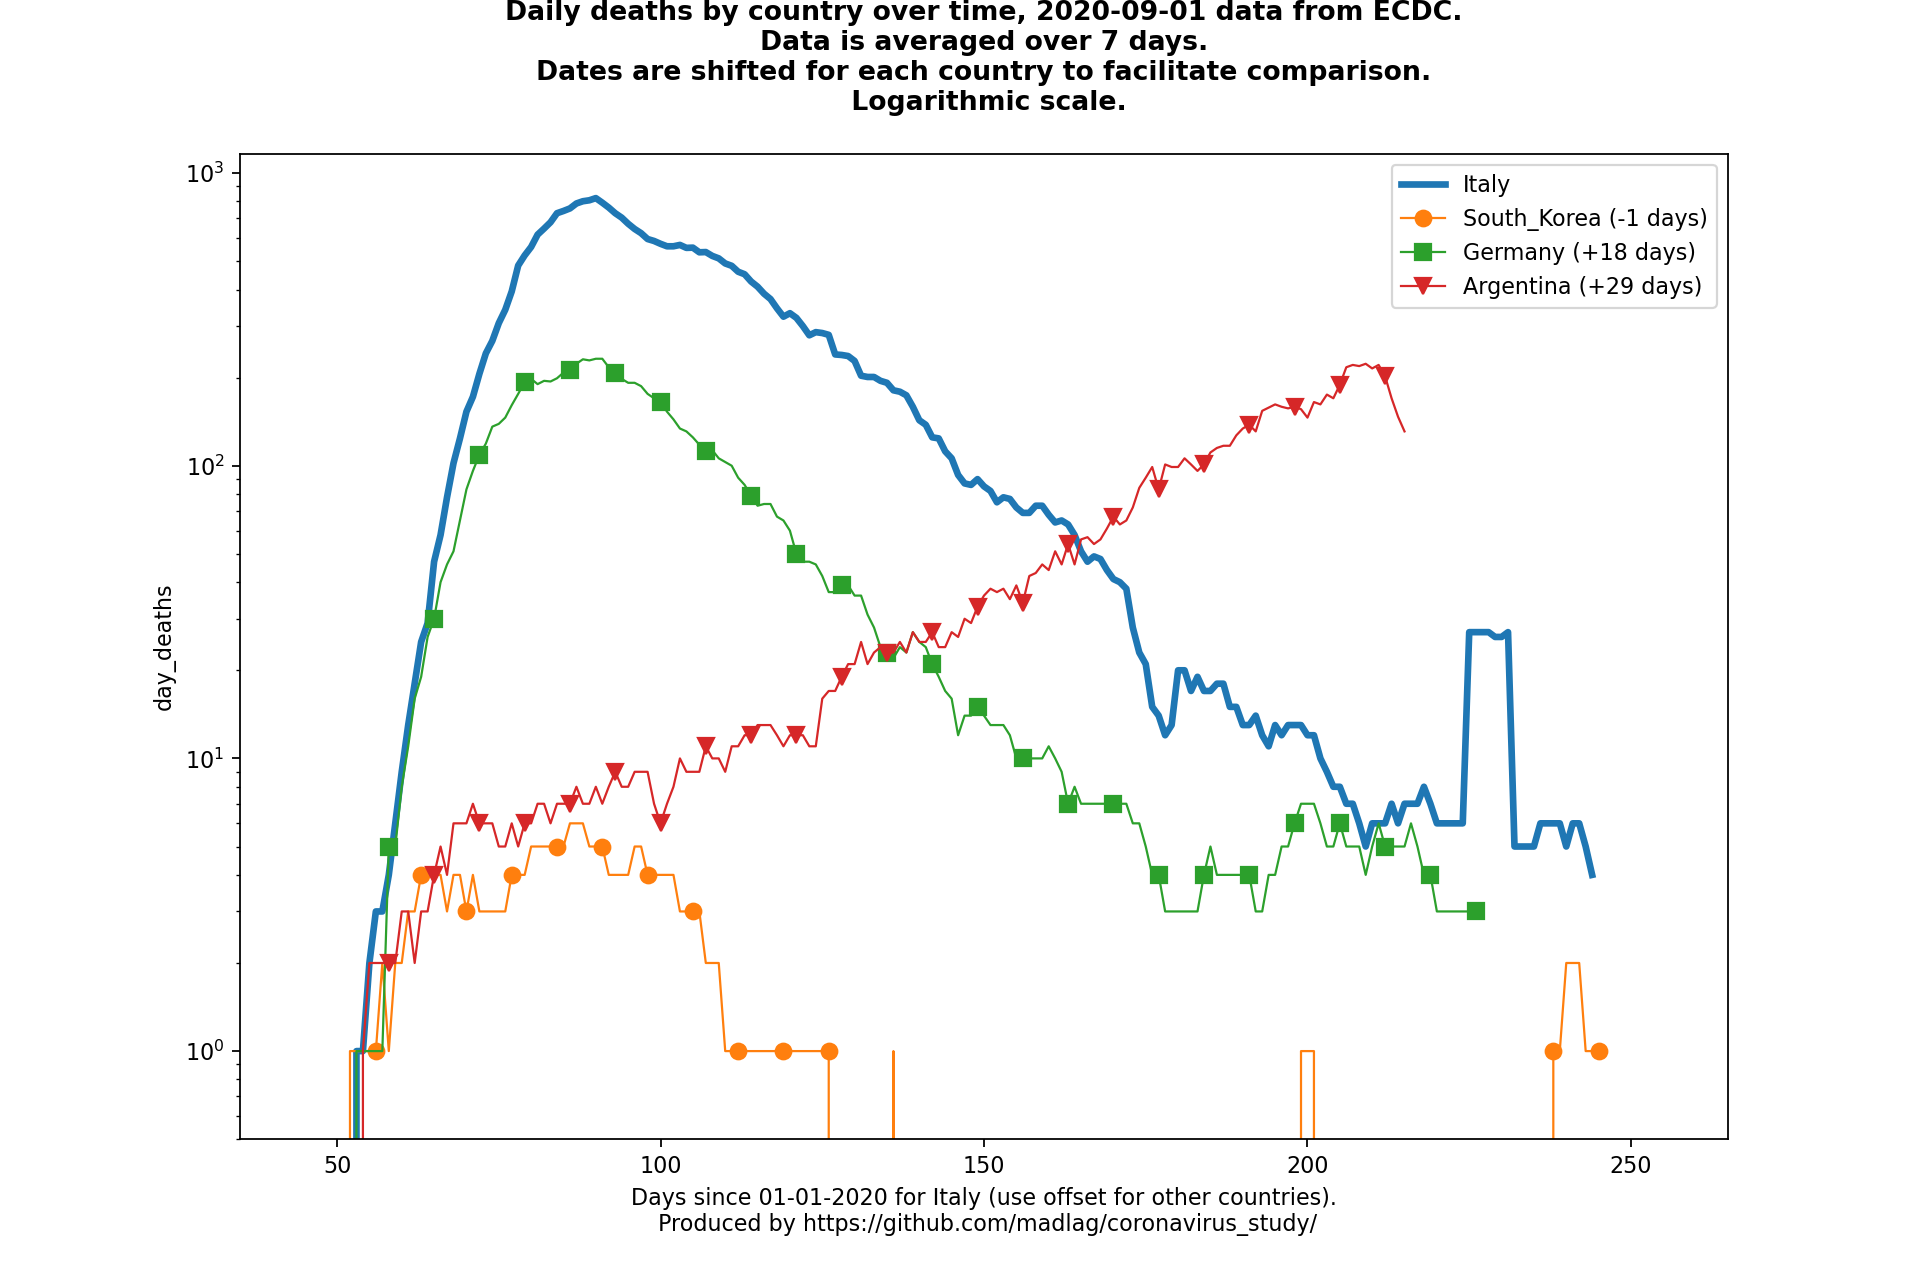 Daily deaths by country over time, 2020-09-01 data from ECDC.
Data is averaged over 7 days.
Dates are shifted for each country to facilitate comparison.
Logarithmic scale.
10³
10²
10¹
10⁰
day_deaths
Italy
South_Korea (-1 days)
Germany (+18 days)
Argentina (+29 days)
50 100 150 200 250
Days since 01-01-2020 for Italy (use offset for other countries).
Produced by https://github.com/madlag/coronavirus_study/